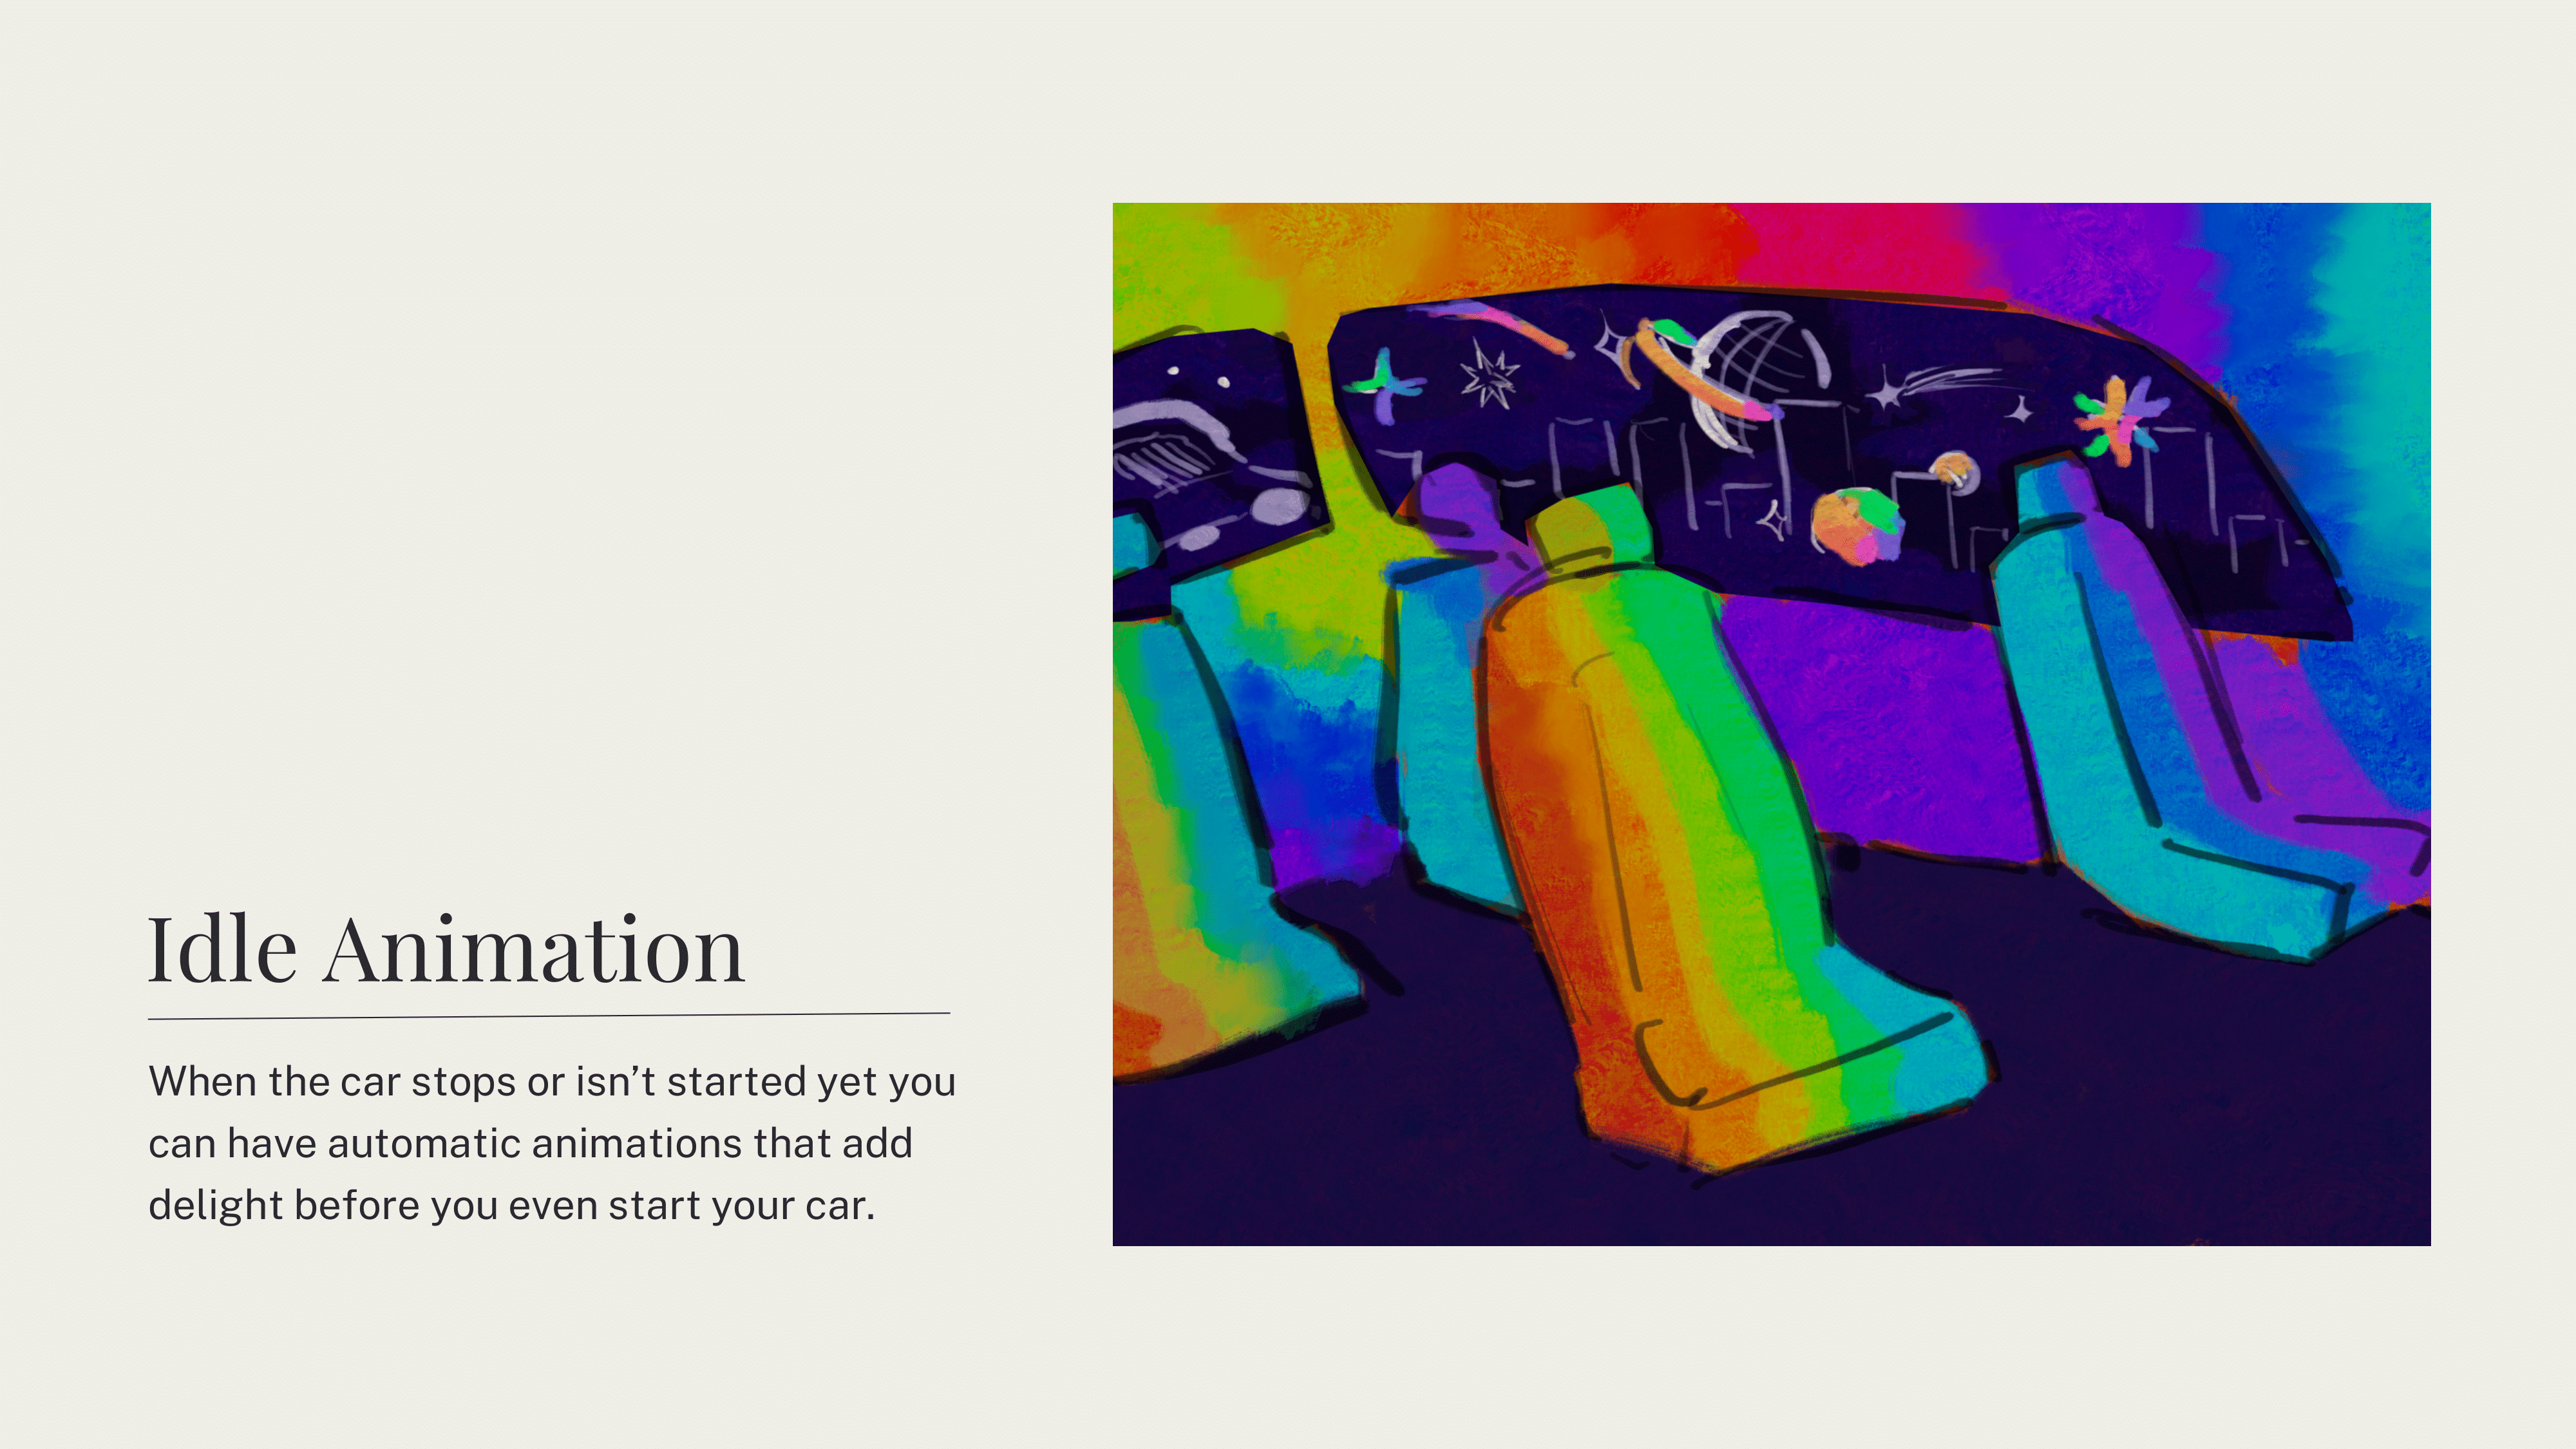 Idle Animation
When the car stops or isn’t started yet you
can have automatic animations that add
delight before you even start your car.